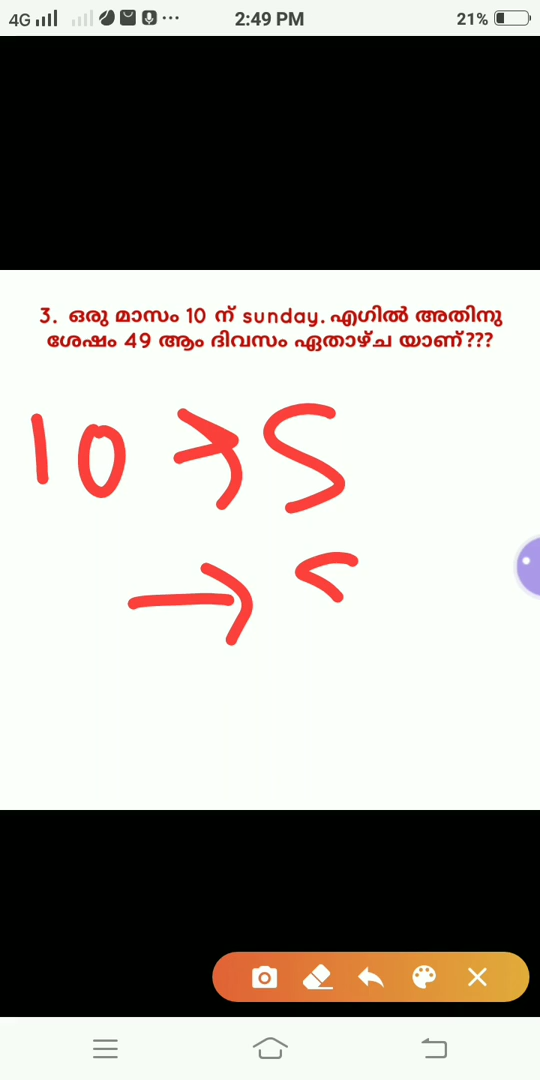 4G 2:49 PM 21%
3. ഒരു മാസം 10 ന് sunday. എഗിൽ അതിനു
ശേഷം 49 ആം ദിവസം ഏതാഴ്ച യാണ്???
10 → S
→ S